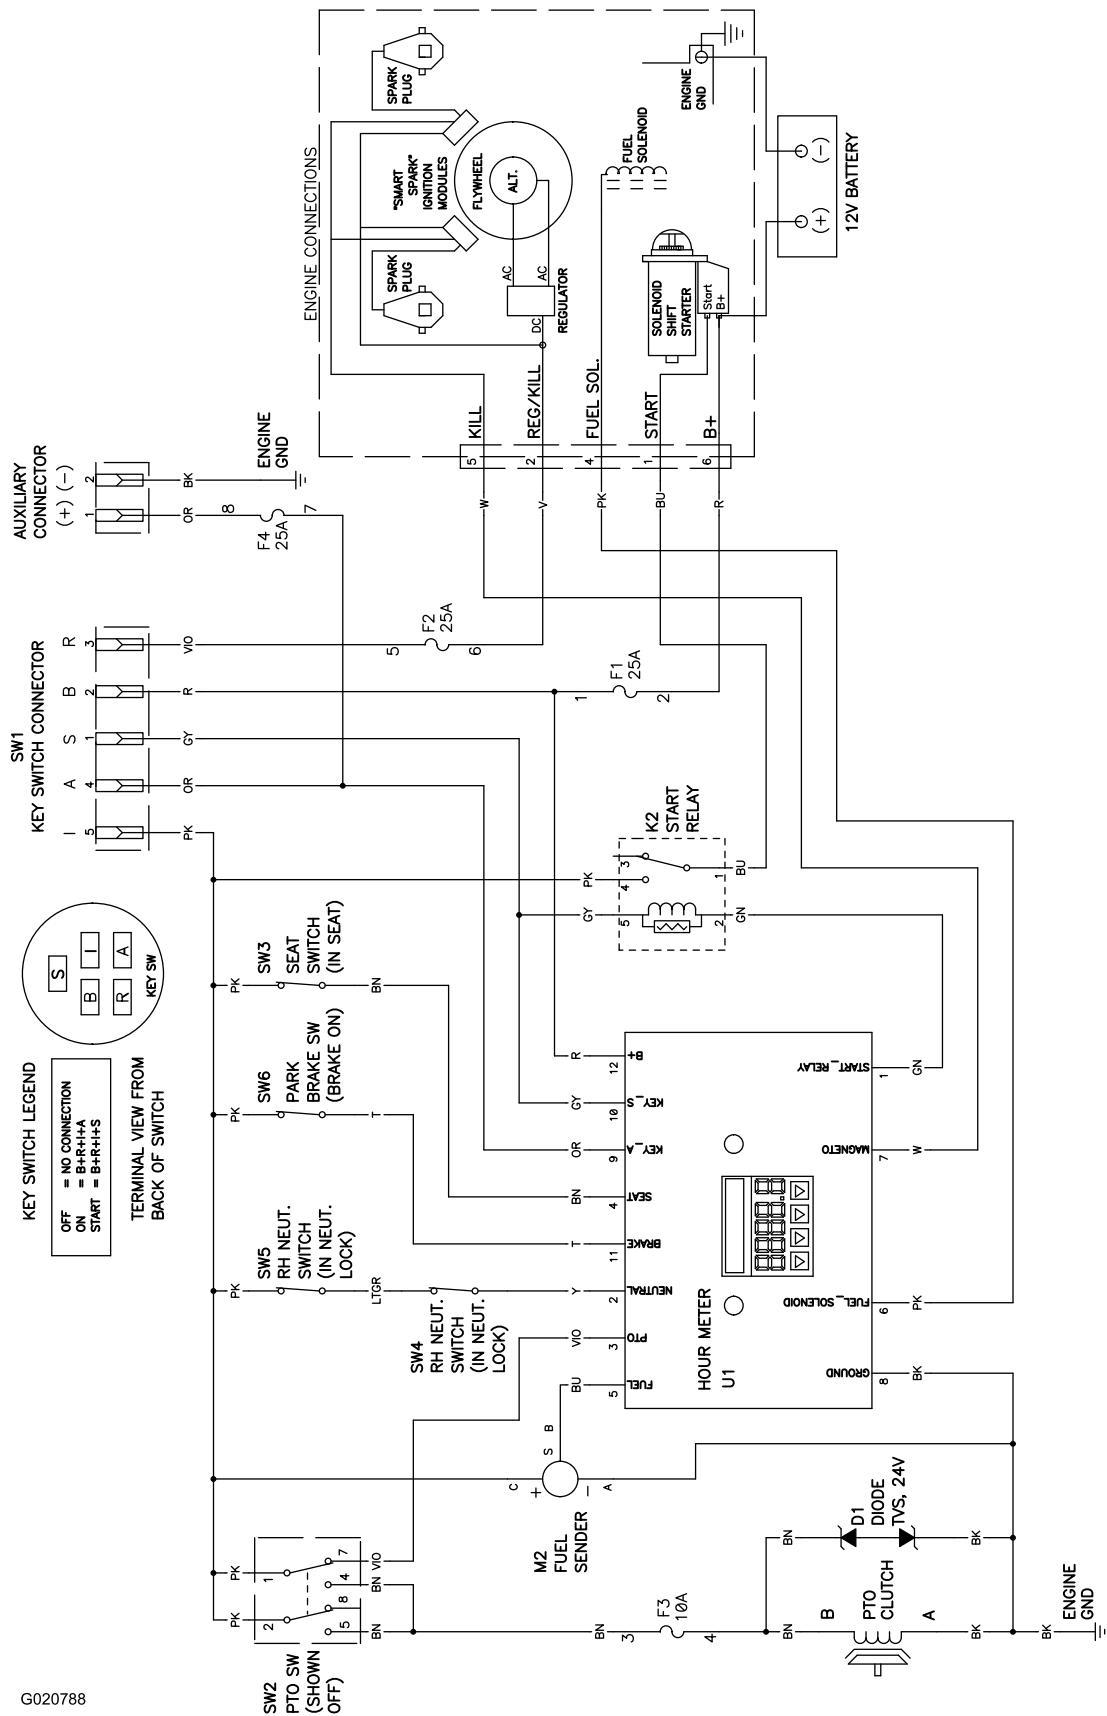 AUXILIARY
CONNECTOR
(+) (-)
1
2
OR
BK
8
F4
25A
7
ENGINE
GND
SW1
KEY SWITCH CONNECTOR
I A S B R
5 4 1 2 3
PK
OR
GY
R
VIO
5
F2
25A
6
1
F1
25A
2
KEY SWITCH LEGEND
OFF = NO CONNECTION
ON = B+R+I+A
START = B+R+I+S
TERMINAL VIEW FROM
BACK OF SWITCH
S
B
I
R
A
KEY SW
ENGINE CONNECTIONS
SPARK
PLUG
SPARK
PLUG
"SMART
SPARK"
IGNITION
MODULES
FLYWHEEL
ALT.
AC
AC
DC
REGULATOR
FUEL
SOLENOID
ENGINE
GND
SOLENOID
SHIFT
STARTER
Start
B+
(+)
(-)
12V BATTERY
KILL
REG/KILL
FUEL SOL.
START
B+
5
2
4
1
6
W
V
PK
BU
R
K2
START
RELAY
PK
GY
3
4
5
1
2
BU
GN
SW3
SEAT
SWITCH
(IN SEAT)
PK
BN
SW6
PARK
BRAKE SW
(BRAKE ON)
PK
T
SW5
RH NEUT.
SWITCH
(IN NEUT.
LOCK)
PK
LTGR
SW4
RH NEUT.
SWITCH
(IN NEUT.
LOCK)
R
GY
OR
BN
T
Y
VIO
BU
12
10
9
4
11
2
3
5
B+
KEY_S
KEY_A
SEAT
BRAKE
NEUTRAL
PTO
FUEL
HOUR METER
U1
START_RELAY
MAGNETO
FUEL_SOLENOID
GROUND
1
7
6
8
GN
W
PK
BK
M2
FUEL
SENDER
C
+
S
B
-
A
SW2
PTO SW
(SHOWN
OFF)
PK
PK
1
2
7
4
8
5
VIO
BN
BN
BN
3
F3
10A
4
BN
BN
D1
DIODE
TVS, 24V
BK
B
PTO
CLUTCH
A
BK
BK
ENGINE
GND
G020788